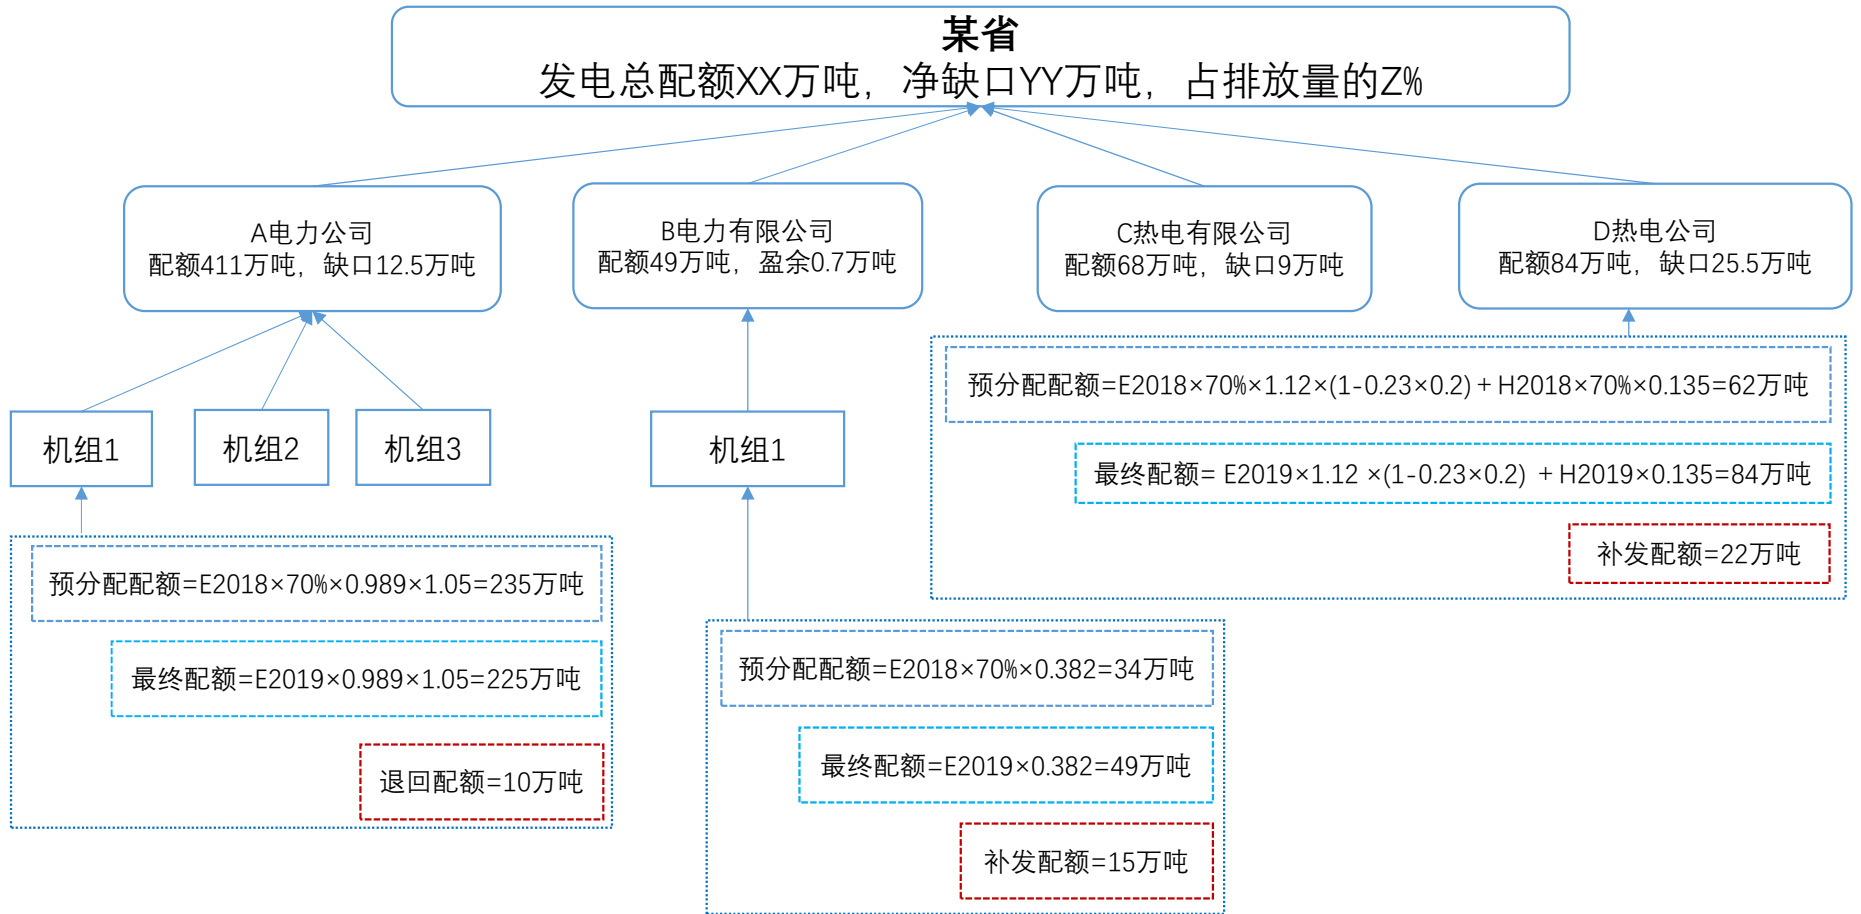 某省
发电总配额XX万吨，净缺口YY万吨，占排放量的Z%
A电力公司
配额411万吨，缺口12.5万吨
B电力有限公司
配额49万吨，盈余0.7万吨
C热电有限公司
配额68万吨，缺口9万吨
D热电公司
配额84万吨，缺口25.5万吨
机组1
机组2
机组3
机组1
预分配配额=E2018×70%×1.12×(1-0.23×0.2)＋H2018×70%×0.135=62万吨
最终配额= E2019×1.12 ×(1-0.23×0.2) ＋H2019×0.135=84万吨
补发配额=22万吨
预分配配额=E2018×70%×0.989×1.05=235万吨
最终配额=E2019×0.989×1.05=225万吨
退回配额=10万吨
预分配配额=E2018×70%×0.382=34万吨
最终配额=E2019×0.382=49万吨
补发配额=15万吨